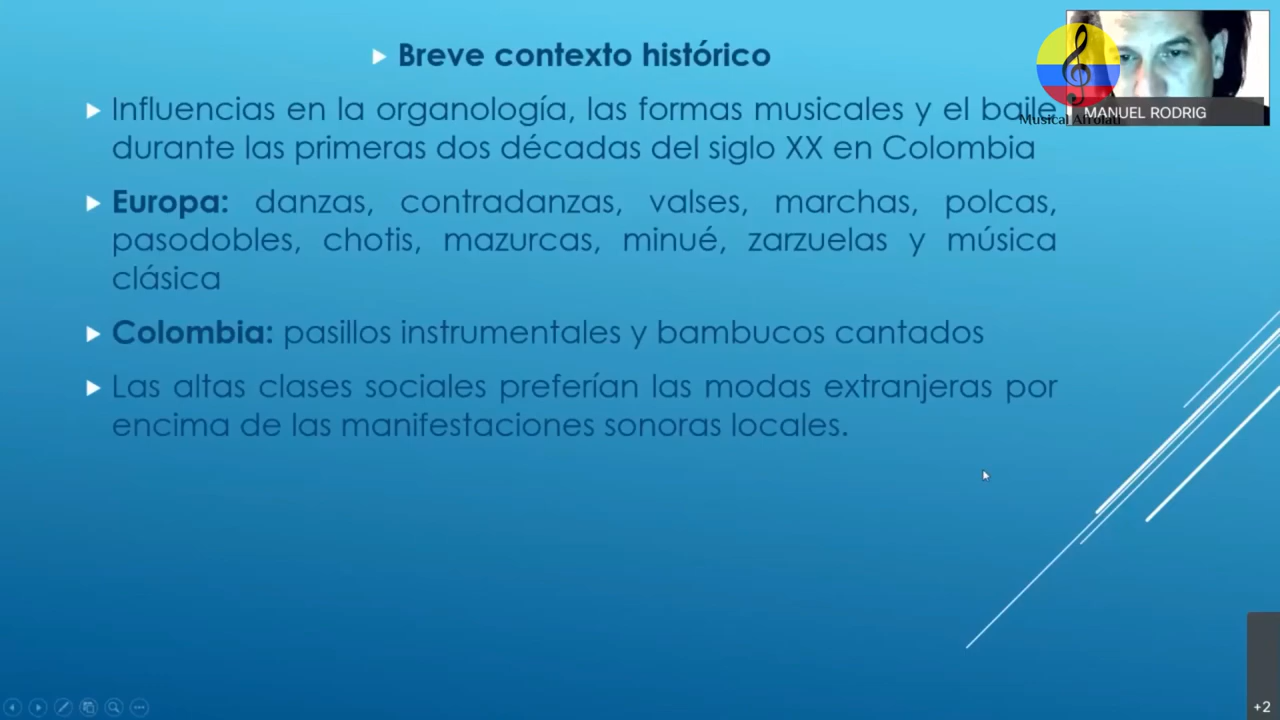 Breve contexto histórico
Influencias en la organología, las formas musicales y el baile
durante las primeras dos décadas del siglo XX en Colombia
Europa: danzas, contradanzas, valses, marchas, polcas,
pasodobles, chotis, mazurcas, minué, zarzuelas y música
clásica
Colombia: pasillos instrumentales y bambucos cantados
Las altas clases sociales preferían las modas extranjeras por
encima de las manifestaciones sonoras locales.
MANUEL RODRIG
Musical
+2